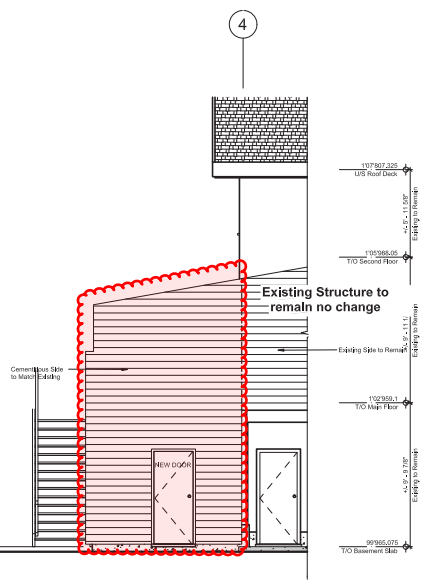 4
1'07'807.325
U/S Roof Deck
+/- 5' - 11 5/8"
Existing to Remain
1'05'988.05
T/O Second Floor
Existing Structure to
remain no change
Existing Side to Remain
+/- 9' - 11 1/
Existing to Remain
Cementitious Side
to Match Existing
1'02'959.1
T/O Main Floor
NEW DOOR
+/- 9' - 9 7/8"
Existing to Remain
99'965.075
T/O Basement Slab